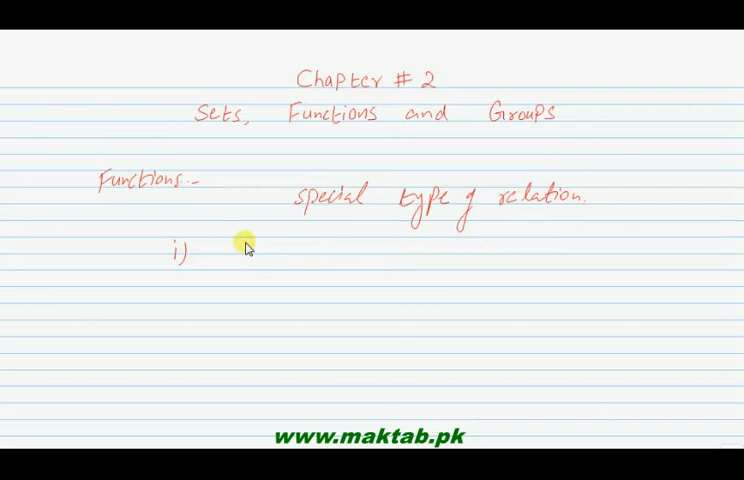 Chapter # 2
Sets, Functions and Groups
Functions:-
special type of relation.
i)
www.maktab.pk